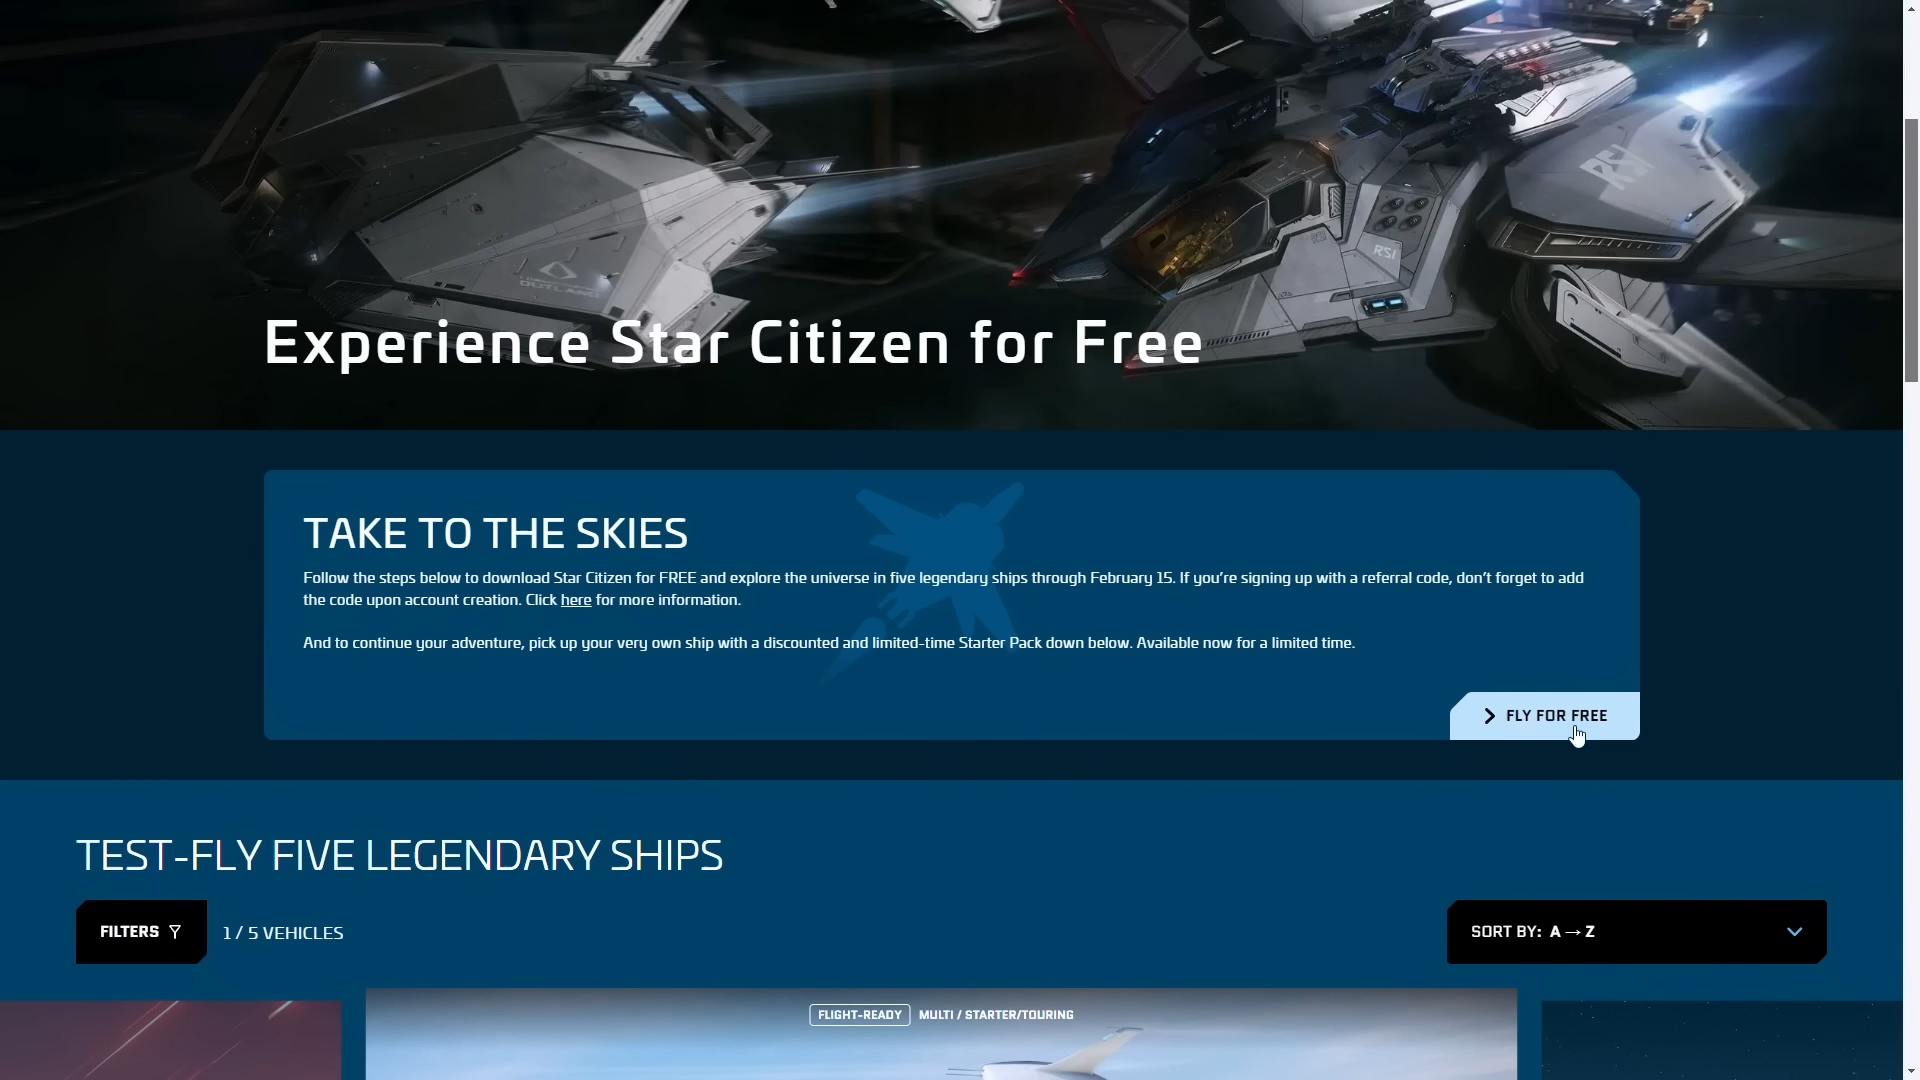 RSI
RSI
OUTLAND
Experience Star Citizen for Free
TAKE TO THE SKIES
Follow the steps below to download Star Citizen for FREE and explore the universe in five legendary ships through February 15. If you're signing up with a referral code, don't forget to add
the code upon account creation. Click here for more information.
And to continue your adventure, pick up your very own ship with a discounted and limited-time Starter Pack down below. Available now for a limited time.
FLY FOR FREE
TEST-FLY FIVE LEGENDARY SHIPS
FILTERS
1 / 5 VEHICLES
SORT BY: A → Z
FLIGHT-READY MULTI / STARTER/TOURING